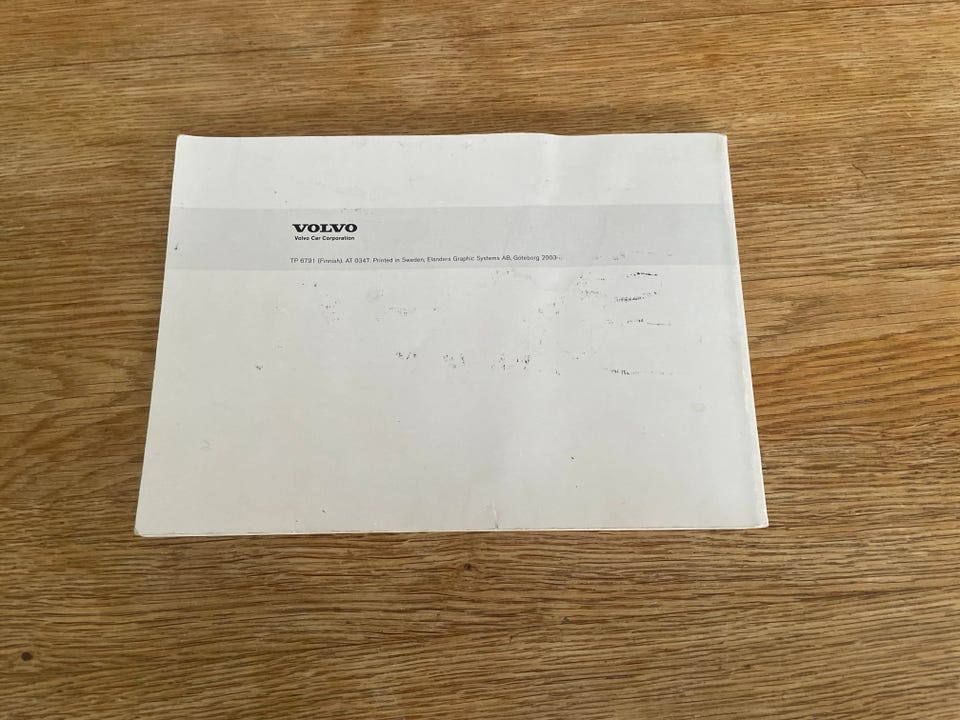 VOLVO
Volvo Car Corporation
TP 6791 (Finnish). AT 0347. Printed in Sweden, Elanders Graphic Systems AB, Göteborg 2003